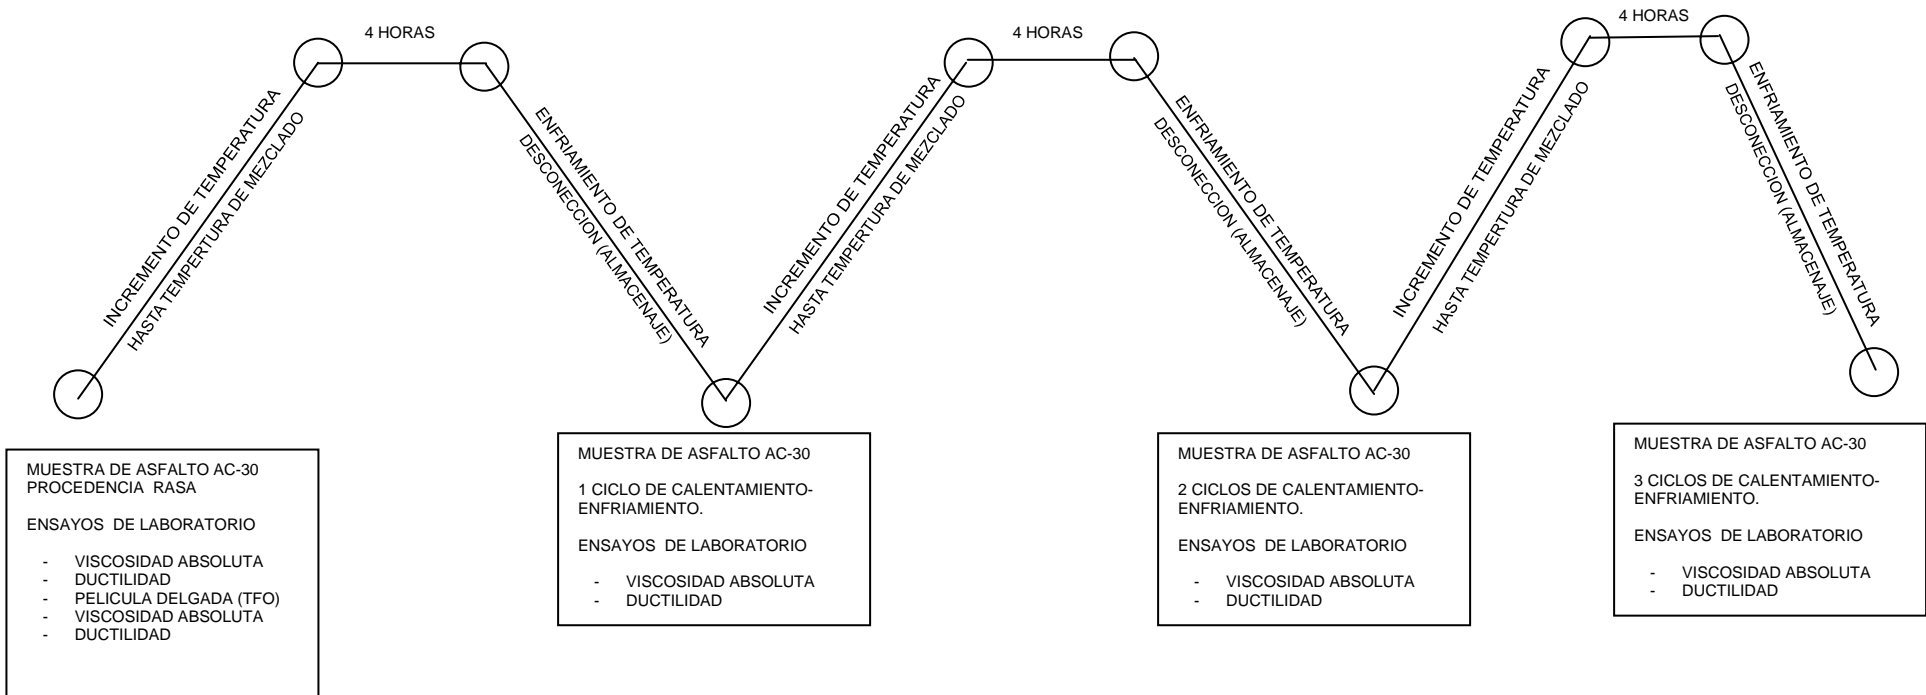 4 HORAS
INCREMENTO DE TEMPERATURA
HASTA TEMPERTURA DE MEZCLADO
ENFRIAMIENTO DE TEMPERATURA
DESCONECCION (ALMACENAJE)
4 HORAS
INCREMENTO DE TEMPERATURA
HASTA TEMPERTURA DE MEZCLADO
ENFRIAMIENTO DE TEMPERATURA
DESCONECCION (ALMACENAJE)
4 HORAS
INCREMENTO DE TEMPERATURA
HASTA TEMPERTURA DE MEZCLADO
ENFRIAMIENTO DE TEMPERATURA
DESCONECCION (ALMACENAJE)
MUESTRA DE ASFALTO AC-30
PROCEDENCIA RASA
ENSAYOS DE LABORATORIO
- VISCOSIDAD ABSOLUTA
- DUCTILIDAD
- PELICULA DELGADA (TFO)
- VISCOSIDAD ABSOLUTA
- DUCTILIDAD
MUESTRA DE ASFALTO AC-30
1 CICLO DE CALENTAMIENTO-
ENFRIAMIENTO.
ENSAYOS DE LABORATORIO
- VISCOSIDAD ABSOLUTA
- DUCTILIDAD
MUESTRA DE ASFALTO AC-30
2 CICLOS DE CALENTAMIENTO-
ENFRIAMIENTO.
ENSAYOS DE LABORATORIO
- VISCOSIDAD ABSOLUTA
- DUCTILIDAD
MUESTRA DE ASFALTO AC-30
3 CICLOS DE CALENTAMIENTO-
ENFRIAMIENTO.
ENSAYOS DE LABORATORIO
- VISCOSIDAD ABSOLUTA
- DUCTILIDAD